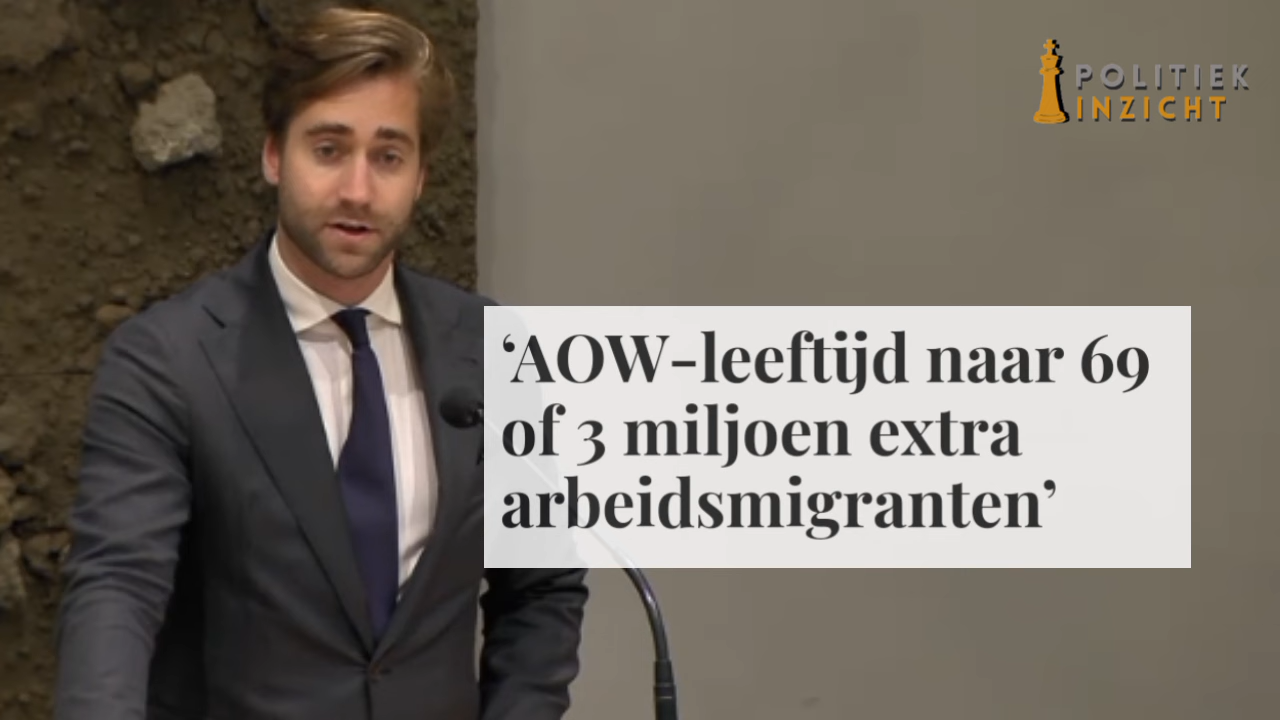 POLITIEK
INZICHT
‘AOW-leeftijd naar 69
of 3 miljoen extra
arbeidsmigranten’